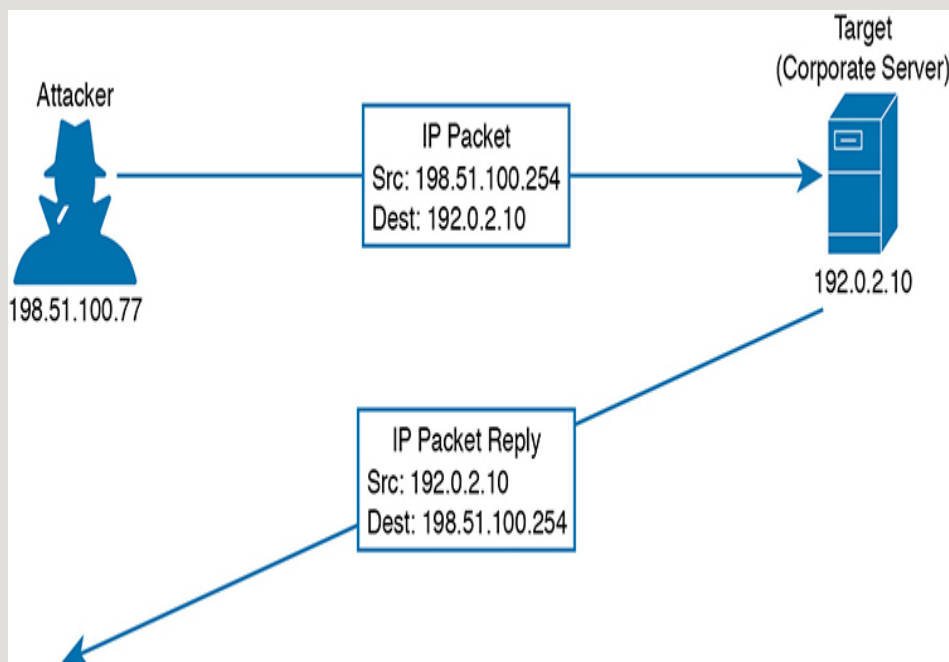 Attacker
198.51.100.77
IP Packet
Src: 198.51.100.254
Dest: 192.0.2.10
Target
(Corporate Server)
192.0.2.10
IP Packet Reply
Src: 192.0.2.10
Dest: 198.51.100.254